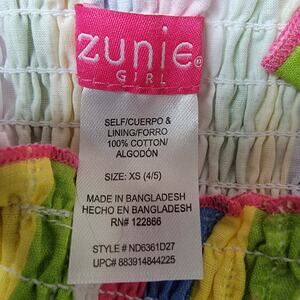 zunie®
GIRL
SELF/CUERPO &
LINING/FORRO
100% COTTON/
ALGODÓN
SIZE: XS (4/5)
MADE IN BANGLADESH
HECHO EN BANGLADESH
RN# 122866
STYLE # ND6361D27
UPC# 883914844225